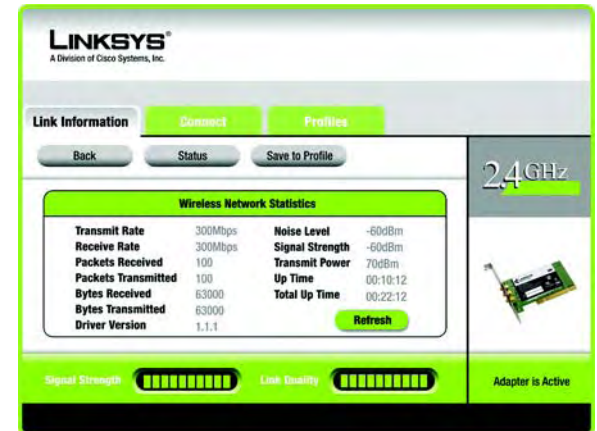 LINKSYS®
A Division of Cisco Systems, Inc.
Link Information Connect Profiles
Back Status Save to Profile
2.4GHz
Wireless Network Statistics
Transmit Rate 300Mbps Noise Level -60dBm
Receive Rate 300Mbps Signal Strength -60dBm
Packets Received 100 Transmit Power 70dBm
Packets Transmitted 100 Up Time 00:10:12
Bytes Received 63000 Total Up Time 00:22:12
Bytes Transmitted 63000
Refresh
Driver Version 1.1.1
Signal Strength Link Quality Adapter is Active